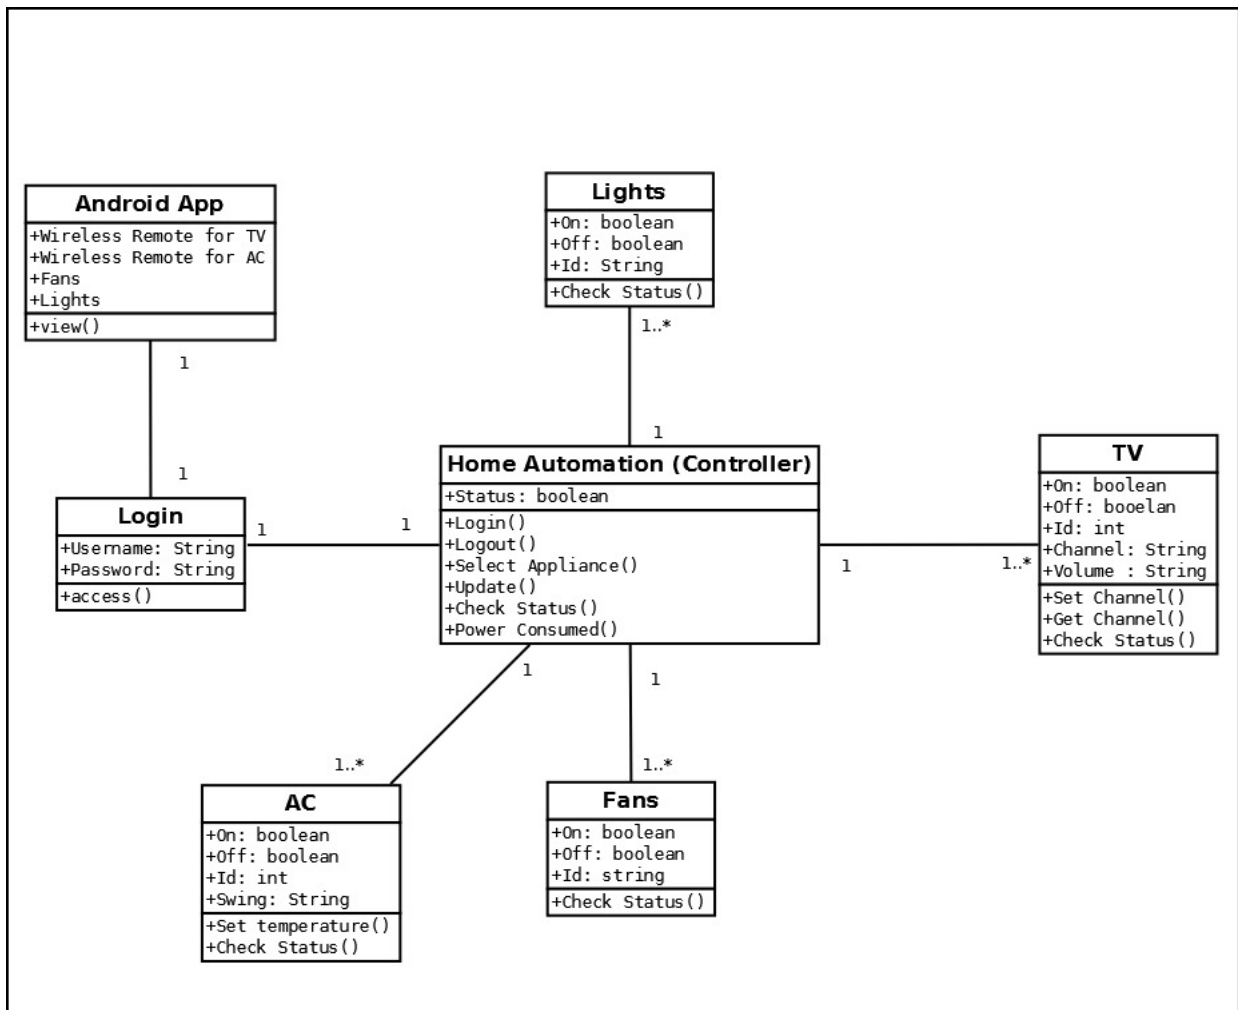 Android App
+Wireless Remote for TV
+Wireless Remote for AC
+Fans
+Lights
+view()
1
1
Login
+Username: String
+Password: String
+access()
1
1
Lights
+On: boolean
+Off: boolean
+Id: String
+Check Status()
1..*
1
Home Automation (Controller)
+Status: boolean
+Login()
+Logout()
+Select Appliance()
+Update()
+Check Status()
+Power Consumed()
1
1..*
TV
+On: boolean
+Off: booelan
+Id: int
+Channel: String
+Volume : String
+Set Channel()
+Get Channel()
+Check Status()
1
1..*
AC
+On: boolean
+Off: boolean
+Id: int
+Swing: String
+Set temperature()
+Check Status()
1
1..*
Fans
+On: boolean
+Off: boolean
+Id: string
+Check Status()